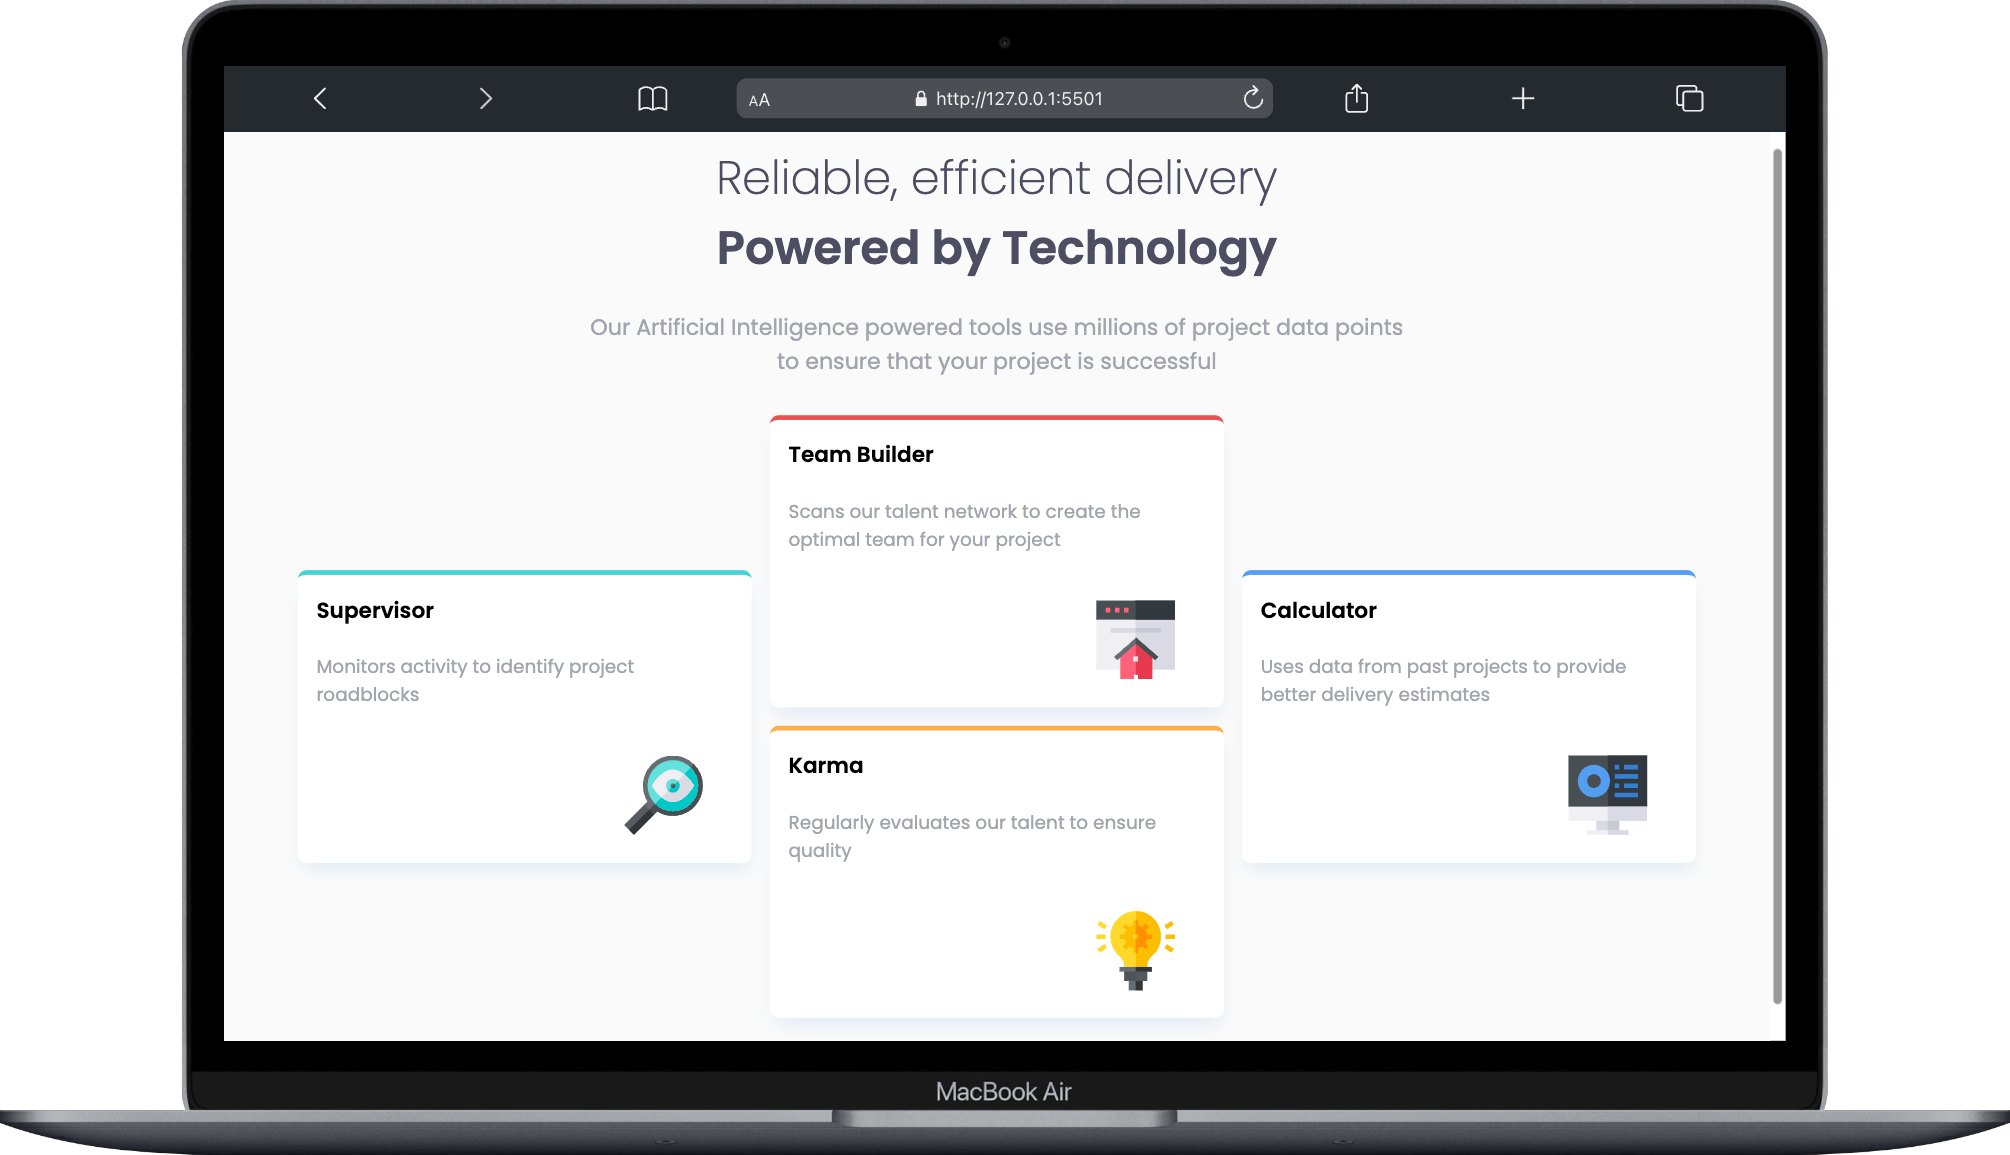 AA
http://127.0.0.1:5501
Reliable, efficient delivery
Powered by Technology
Our Artificial Intelligence powered tools use millions of project data points
to ensure that your project is successful
Team Builder
Scans our talent network to create the
optimal team for your project
Supervisor
Monitors activity to identify project
roadblocks
Calculator
Uses data from past projects to provide
better delivery estimates
Karma
Regularly evaluates our talent to ensure
quality
MacBook Air